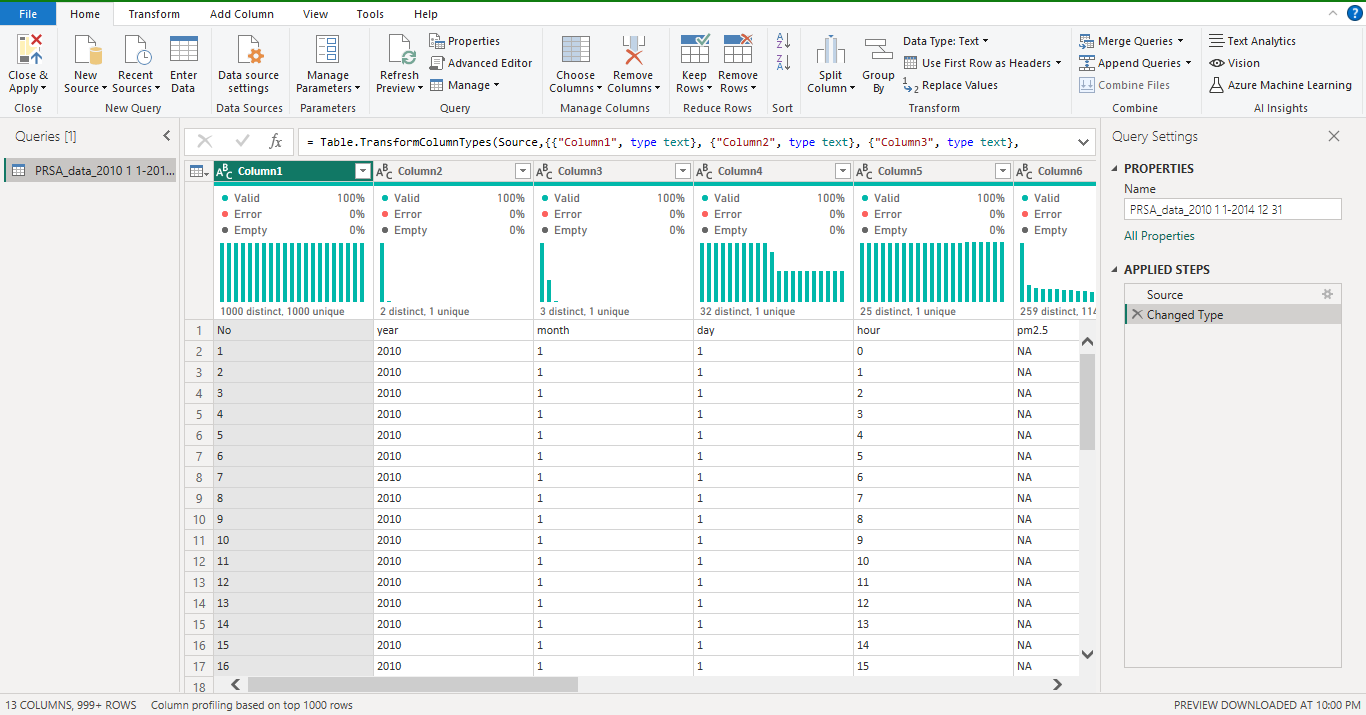 File Home Transform Add Column View Tools Help
Close & Apply
New Source
Recent Sources
Enter Data
Data source settings
Manage Parameters
Refresh Preview
Properties
Advanced Editor
Manage
Choose Columns
Remove Columns
Keep Rows
Remove Rows
Split Column
Group By
Data Type: Text
Use First Row as Headers
Replace Values
Merge Queries
Append Queries
Combine Files
Text Analytics
Vision
Azure Machine Learning
Close New Query Data Sources Parameters Query Manage Columns Reduce Rows Sort Transform Combine AI Insights
Queries [1]
PRSA_data_2010 1 1-201...
fx = Table.TransformColumnTypes(Source,{{"Column1", type text}, {"Column2", type text}, {"Column3", type text},
ABC Column1 ABC Column2 ABC Column3 ABC Column4 ABC Column5 ABC Column6
Valid 100% Valid 100% Valid 100% Valid 100% Valid 100% Valid
Error 0% Error 0% Error 0% Error 0% Error 0% Error
Empty 0% Empty 0% Empty 0% Empty 0% Empty 0% Empty
1000 distinct, 1000 unique 2 distinct, 1 unique 3 distinct, 1 unique 32 distinct, 1 unique 25 distinct, 1 unique 259 distinct, 114
1 No year month day hour pm2.5
2 1 2010 1 1 0 NA
3 2 2010 1 1 1 NA
4 3 2010 1 1 2 NA
5 4 2010 1 1 3 NA
6 5 2010 1 1 4 NA
7 6 2010 1 1 5 NA
8 7 2010 1 1 6 NA
9 8 2010 1 1 7 NA
10 9 2010 1 1 8 NA
11 10 2010 1 1 9 NA
12 11 2010 1 1 10 NA
13 12 2010 1 1 11 NA
14 13 2010 1 1 12 NA
15 14 2010 1 1 13 NA
16 15 2010 1 1 14 NA
17 16 2010 1 1 15 NA
18
Query Settings
PROPERTIES
Name
PRSA_data_2010 1 1-2014 12 31
All Properties
APPLIED STEPS
Source
Changed Type
13 COLUMNS, 999+ ROWS Column profiling based on top 1000 rows PREVIEW DOWNLOADED AT 10:00 PM